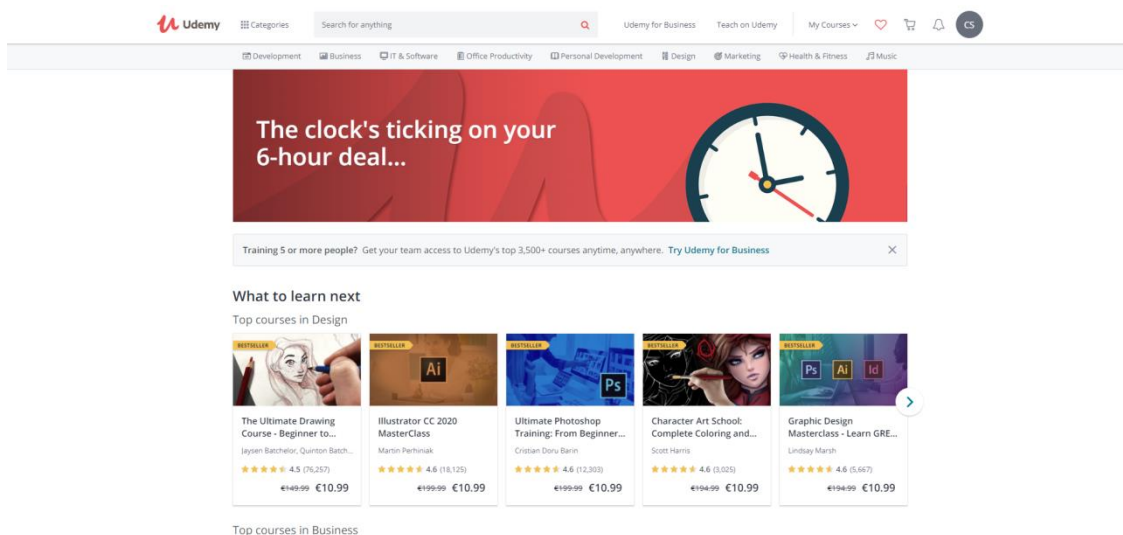 Udemy
Categories
Search for anything
Udemy for Business
Teach on Udemy
My Courses
CS
Development
Business
IT & Software
Office Productivity
Personal Development
Design
Marketing
Health & Fitness
Music
The clock's ticking on your
6-hour deal...
Training 5 or more people? Get your team access to Udemy's top 3,500+ courses anytime, anywhere. Try Udemy for Business
What to learn next
Top courses in Design
BESTSELLER
The Ultimate Drawing
Course - Beginner to...
Jaysen Batchelor, Quinton Batch...
4.5 (76,257)
€149.99 €10.99
BESTSELLER
Ai
Illustrator CC 2020
MasterClass
Martin Perhiniak
4.6 (18,125)
€199.99 €10.99
BESTSELLER
Ps
Ultimate Photoshop
Training: From Beginner...
Cristian Doru Barin
4.6 (12,303)
€199.99 €10.99
BESTSELLER
Character Art School:
Complete Coloring and...
Scott Harris
4.6 (3,025)
€194.99 €10.99
BESTSELLER
Ps Ai Id
Graphic Design
Masterclass - Learn GRE...
Lindsay Marsh
4.6 (5,667)
€194.99 €10.99
Top courses in Business